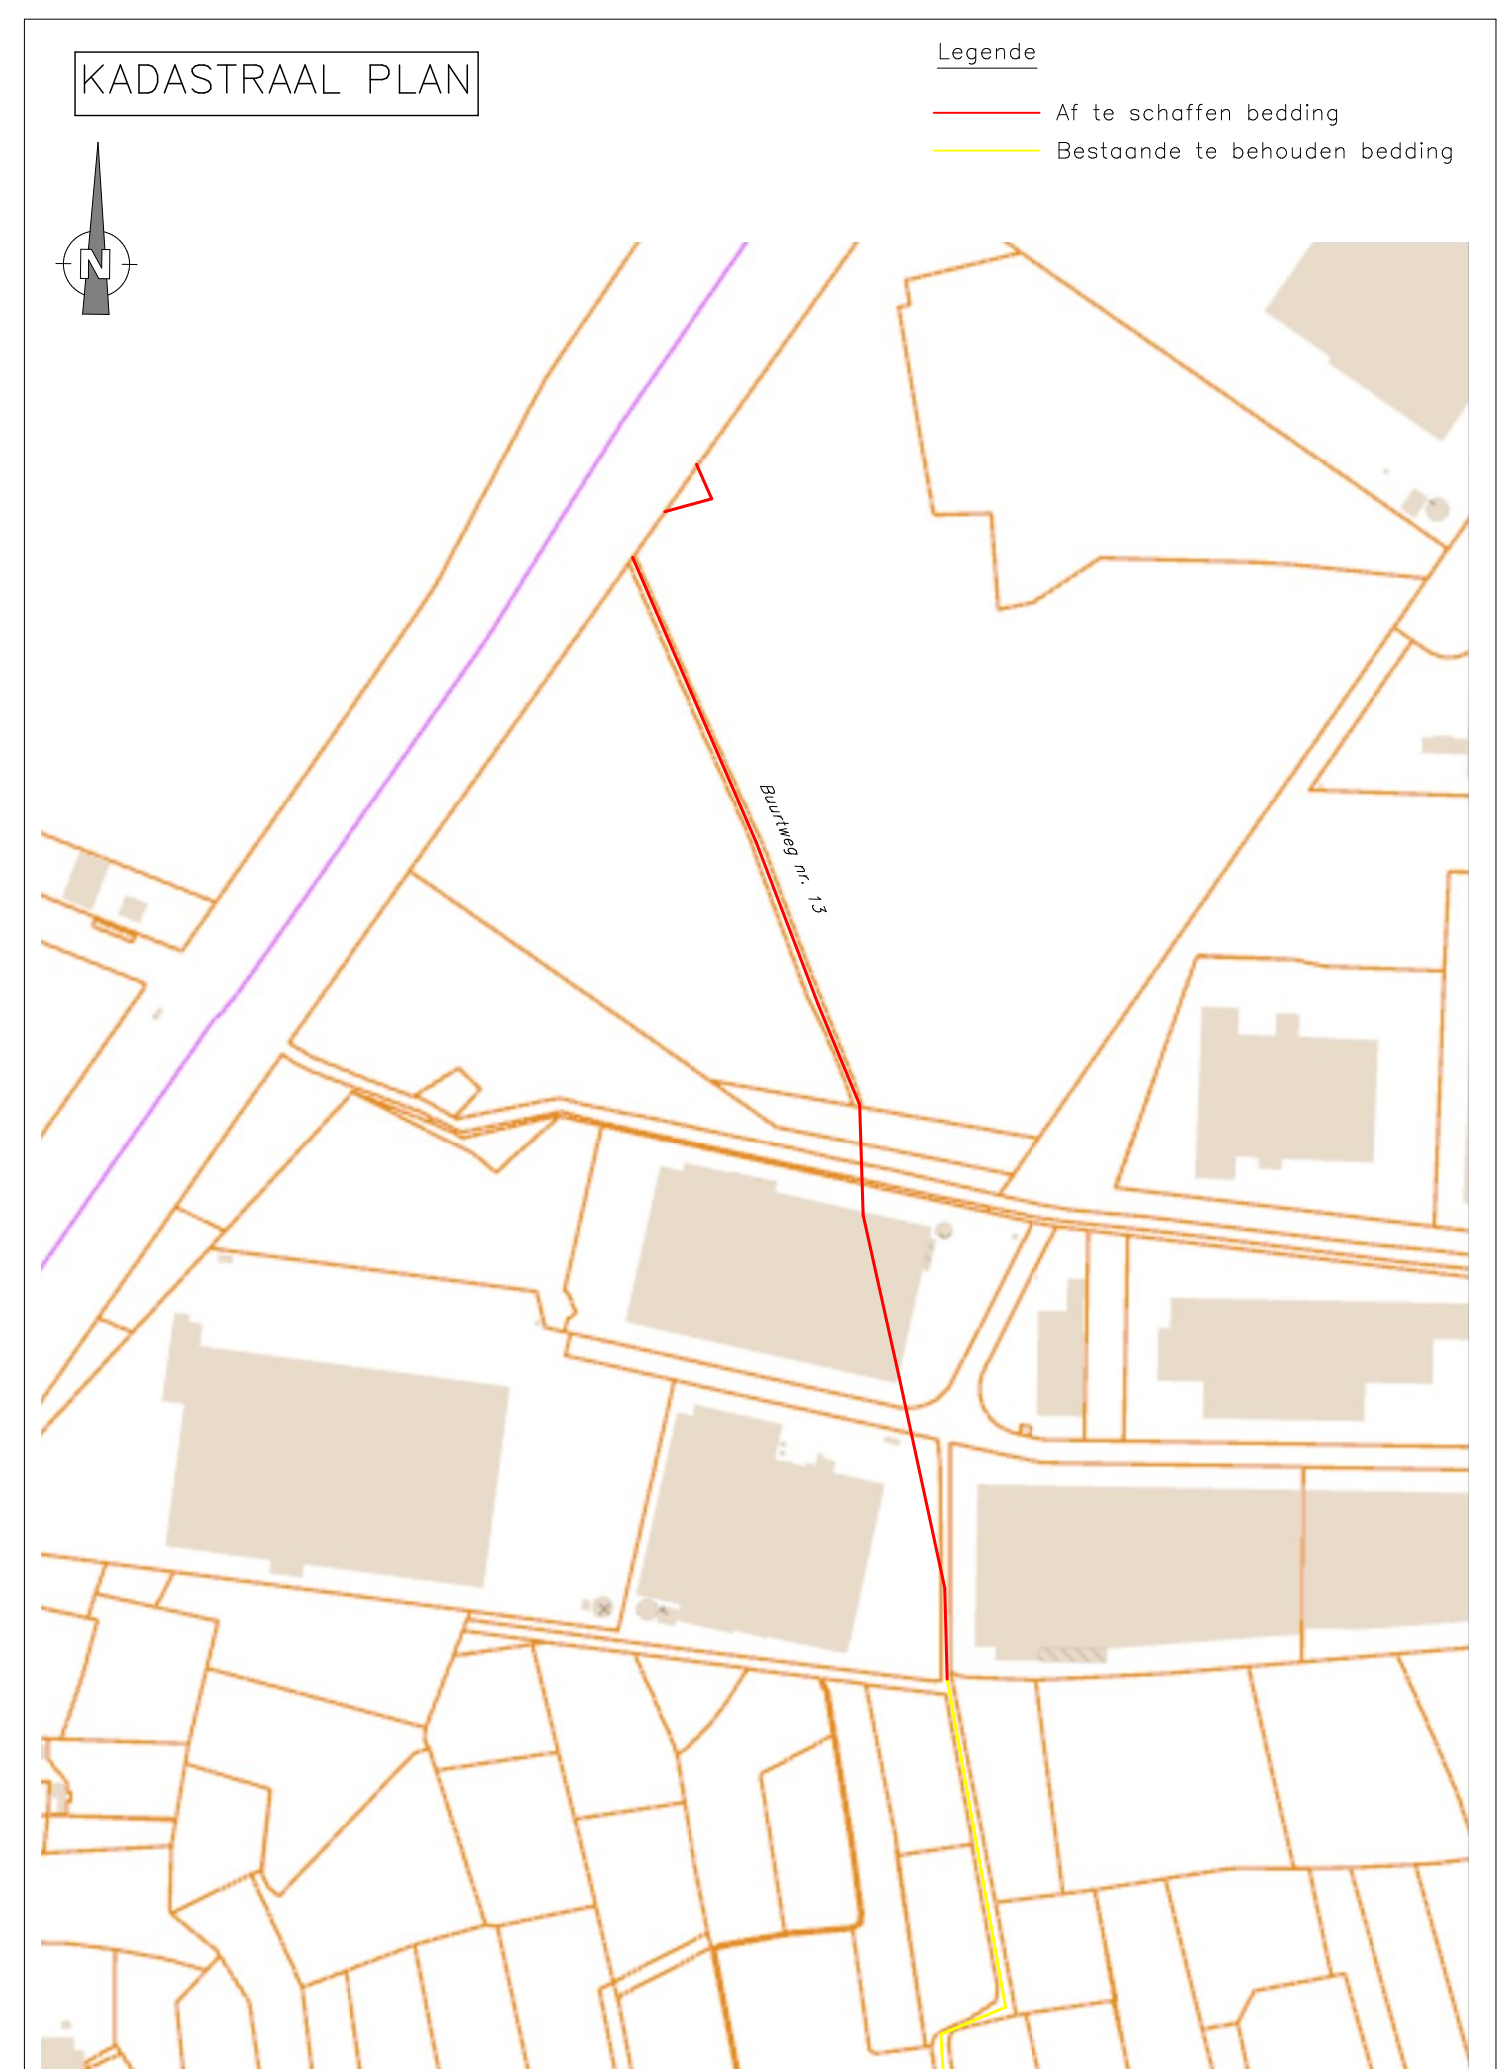 KADASTRAAL PLAN
Legende
Af te schaffen bedding
Bestaande te behouden bedding
N
Buurtweg nr. 13